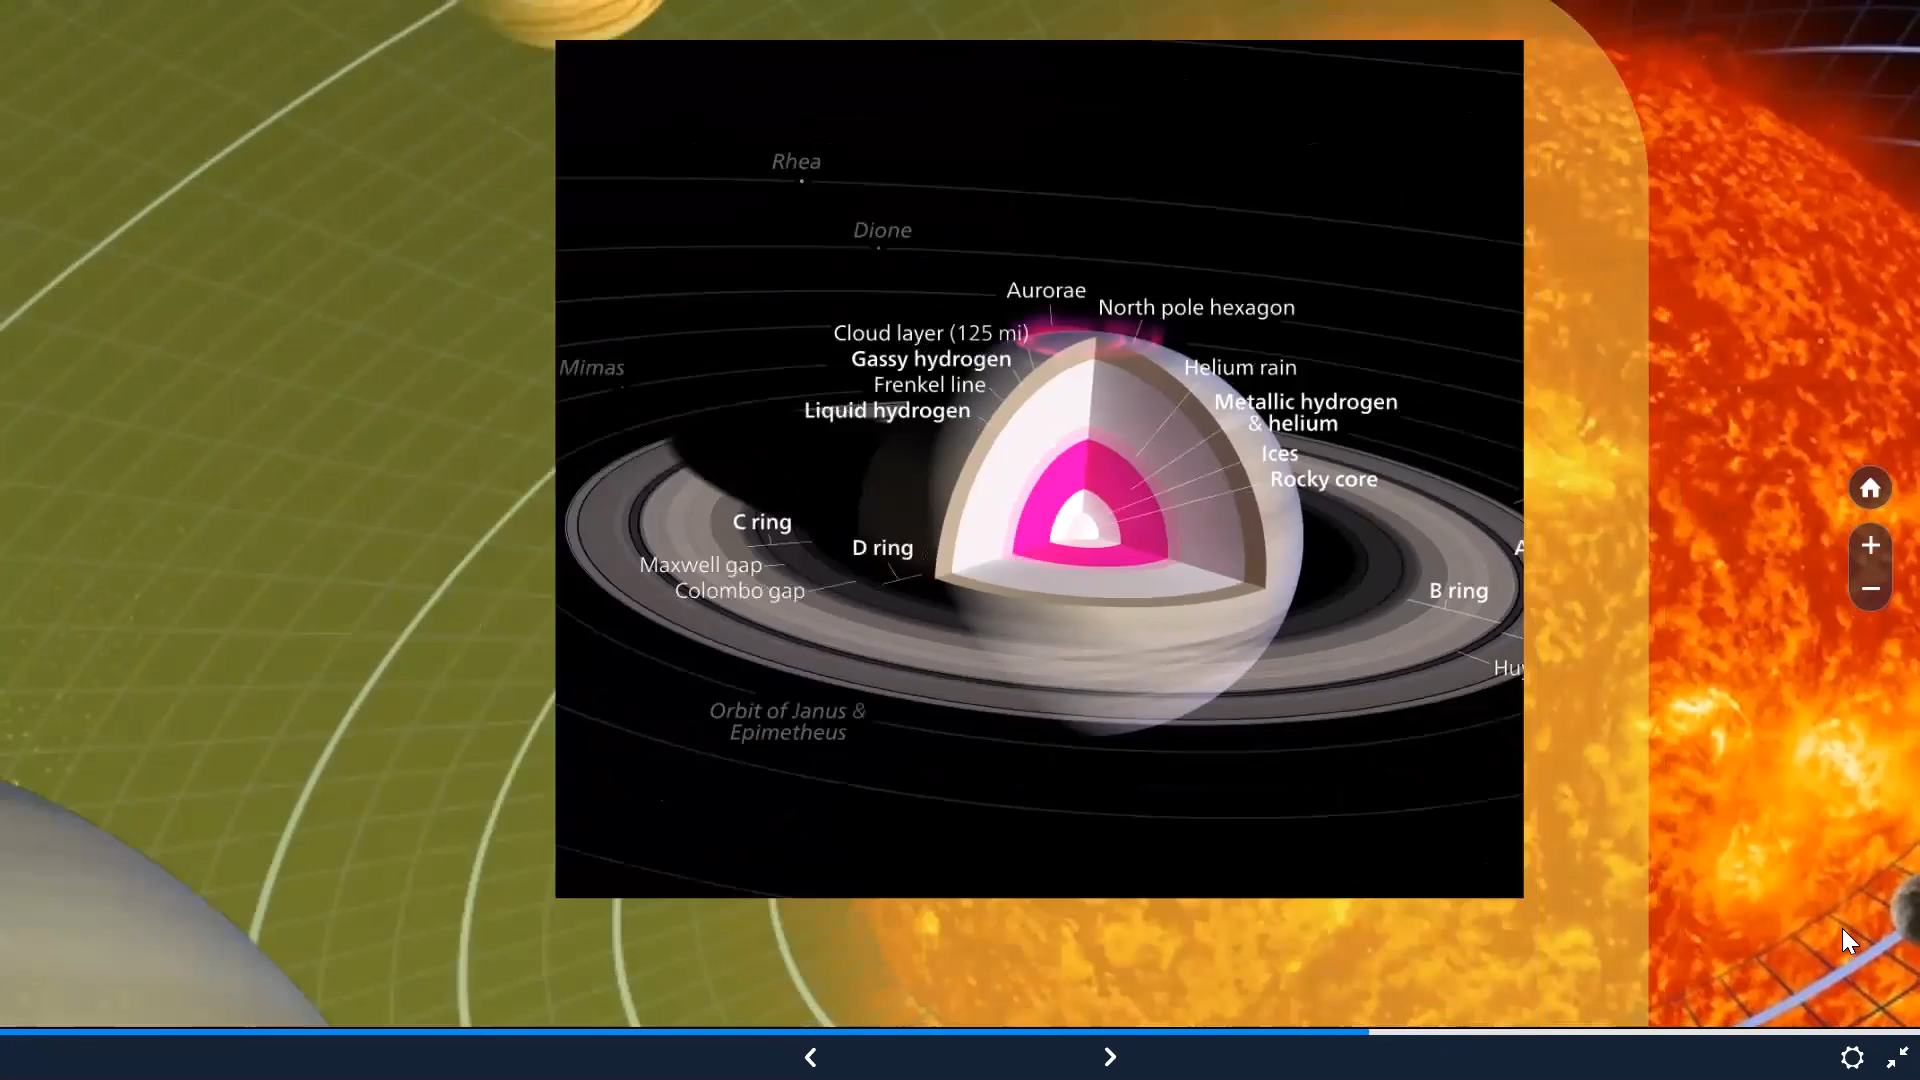 Rhea
Dione
Aurorae
North pole hexagon
Cloud layer (125 mi)
Gassy hydrogen
Mimas
Helium rain
Frenkel line
Liquid hydrogen
Metallic hydrogen
& helium
Ices
Rocky core
C ring
D ring
Maxwell gap
Colombo gap
B ring
Orbit of Janus &
Epimetheus